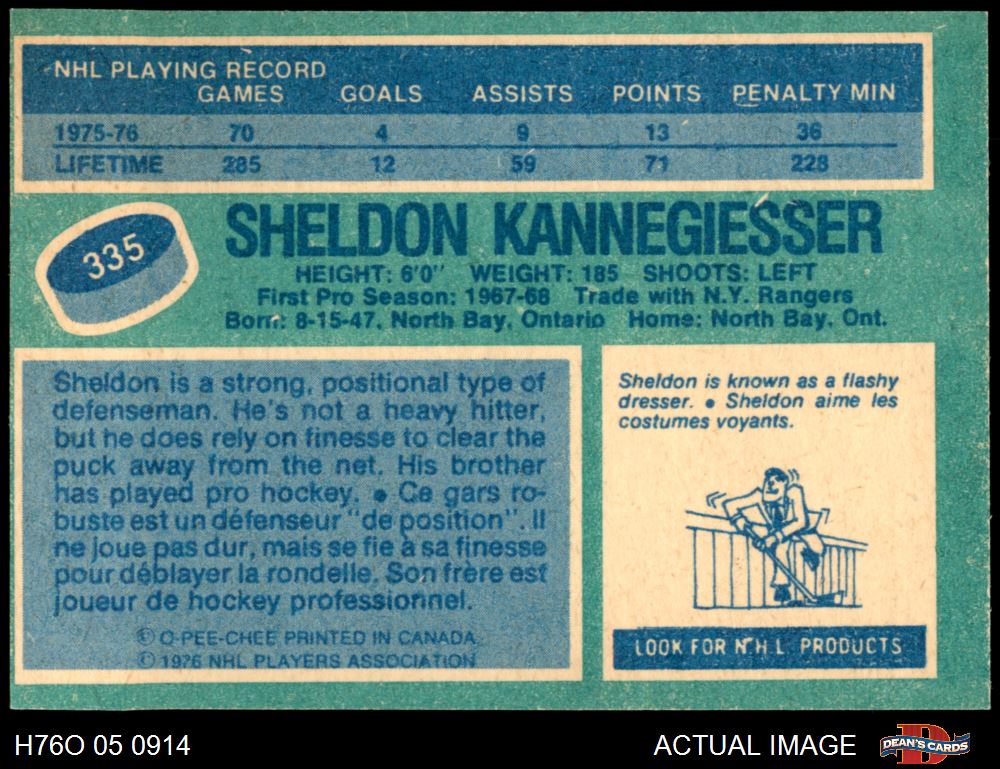 NHL PLAYING RECORD
GAMES GOALS ASSISTS POINTS PENALTY MIN
1975-76 70 4 9 13 36
LIFETIME 285 12 59 71 228
335
SHELDON KANNEGIESSER
HEIGHT: 6'0" WEIGHT: 185 SHOOTS: LEFT
First Pro Season: 1967-68 Trade with N.Y. Rangers
Born: 8-15-47, North Bay, Ontario Home: North Bay, Ont.
Sheldon is a strong, positional type of
defenseman. He's not a heavy hitter,
but he does rely on finesse to clear the
puck away from the net. His brother
has played pro hockey. • Ce gars ro-
buste est un défenseur "de position". Il
ne joue pas dur, mais se fie à sa finesse
pour déblayer la rondelle. Son frère est
joueur de hockey professionnel.
© O-PEE-CHEE PRINTED IN CANADA
© 1976 NHL PLAYERS ASSOCIATION
Sheldon is known as a flashy
dresser. • Sheldon aime les
costumes voyants.
LOOK FOR N H L PRODUCTS
H76O 05 0914
ACTUAL IMAGE
DEAN'S CARDS